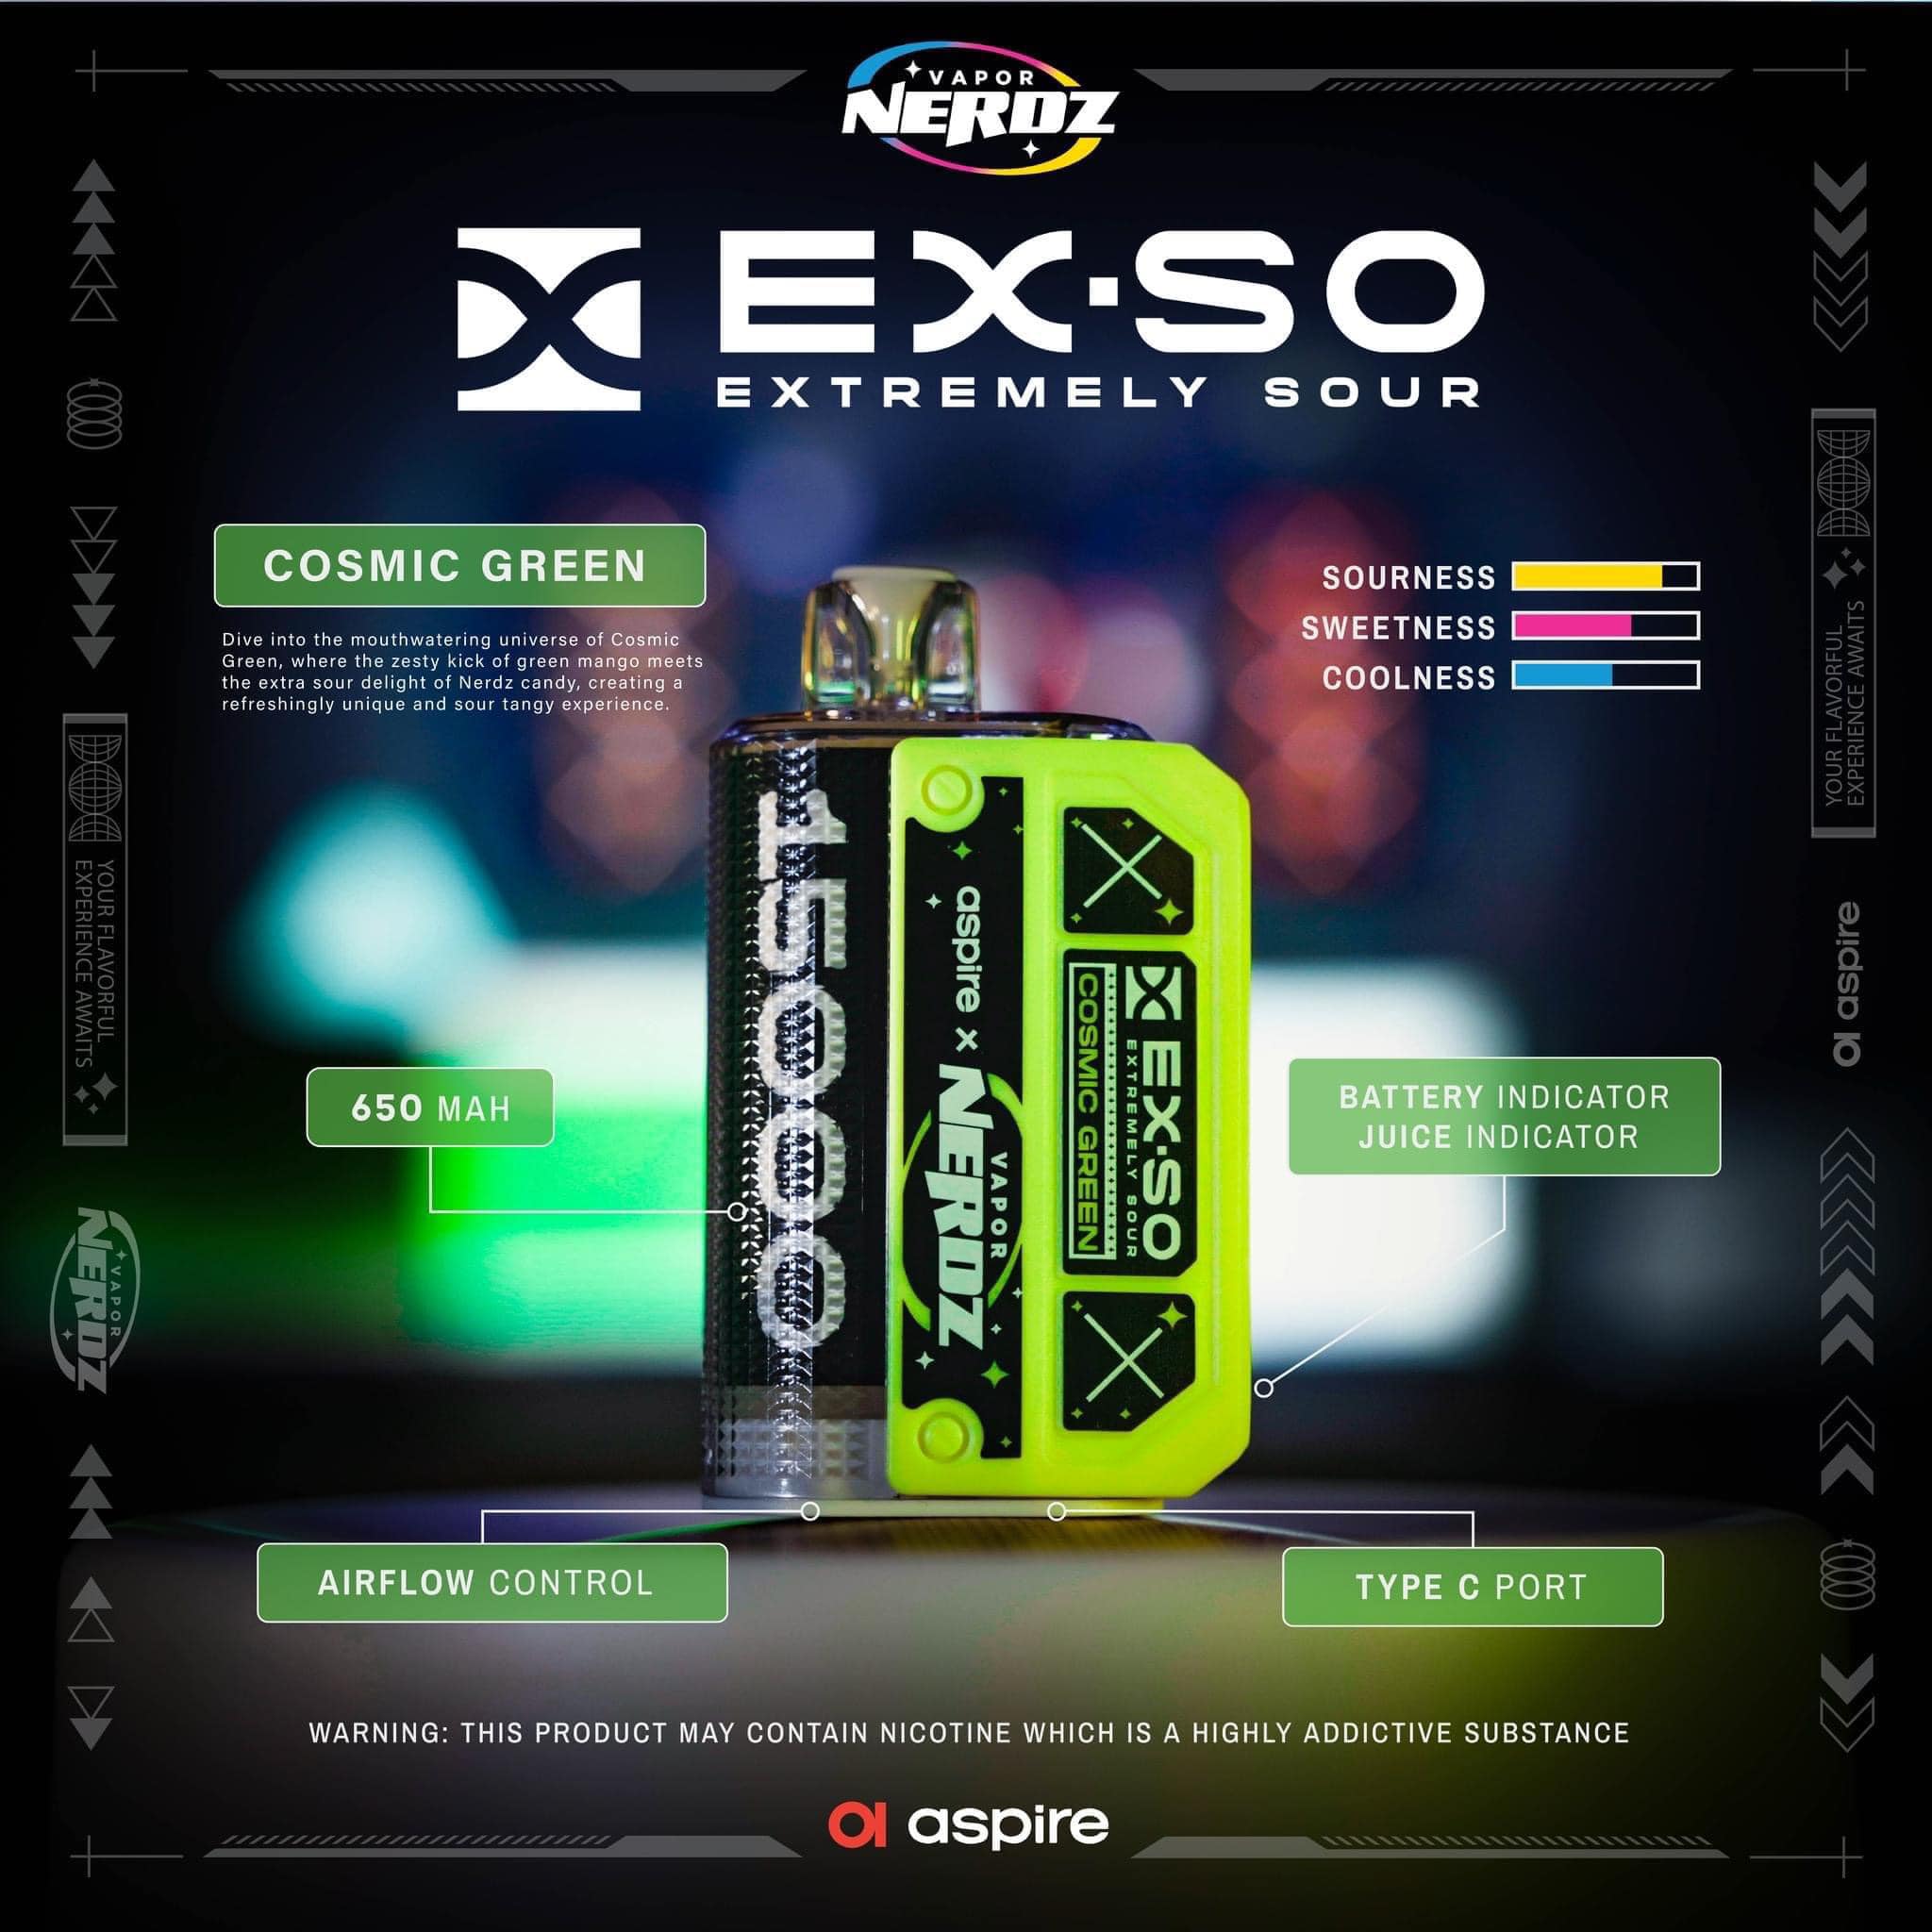 VAPOR
NERDZ
EX·SO
EXTREMELY SOUR
COSMIC GREEN
Dive into the mouthwatering universe of Cosmic
Green, where the zesty kick of green mango meets
the extra sour delight of Nerdz candy, creating a
refreshingly unique and sour tangy experience.
SOURNESS
SWEETNESS
COOLNESS
YOUR FLAVORFUL
EXPERIENCE AWAITS
aspire
YOUR FLAVORFUL
EXPERIENCE AWAITS
VAPOR
NERDZ
15000
aspire x
VAPOR
NERDZ
EX·SO
EXTREMELY SOUR
COSMIC GREEN
650 MAH
BATTERY INDICATOR
JUICE INDICATOR
AIRFLOW CONTROL
TYPE C PORT
WARNING: THIS PRODUCT MAY CONTAIN NICOTINE WHICH IS A HIGHLY ADDICTIVE SUBSTANCE
aspire